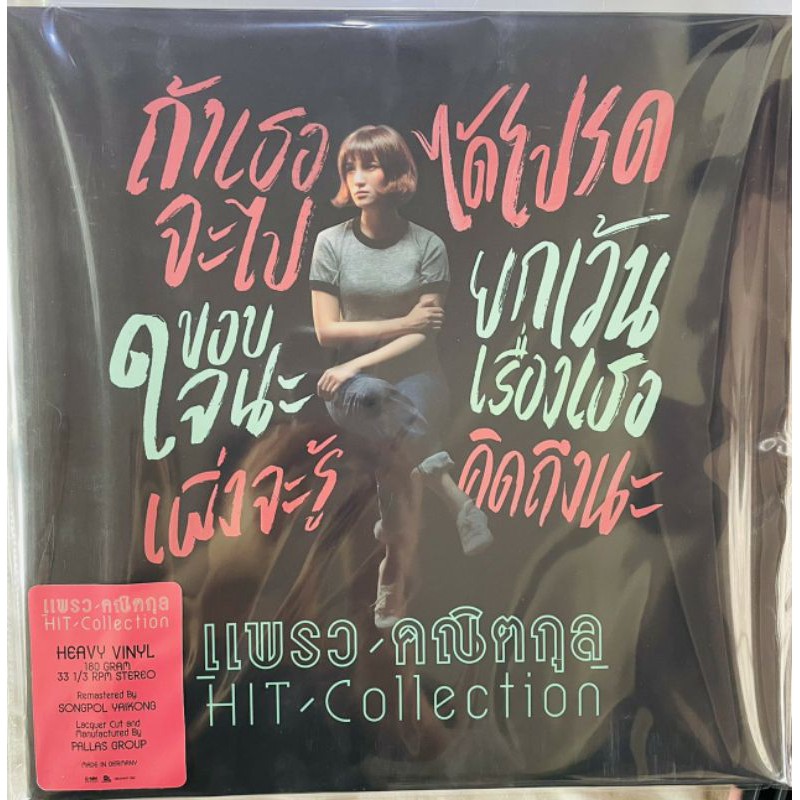 ถ้าเธอ
จะไป
ได้โปรด
ขอบ
ใจนะ
ยกเว้น
เรื่องเธอ
เพิ่งจะรู้
คิดถึงนะ
แพรว คณิตกุล
HIT-Collection
แพรว-คณิตกุล
HIT-Collection
HEAVY VINYL
180 GRAM
33 1/3 RPM STEREO
Remastered By
SONGPOL YAIKONG
Lacquer Cut and
Manufactured By
PALLAS GROUP
MADE IN GERMANY